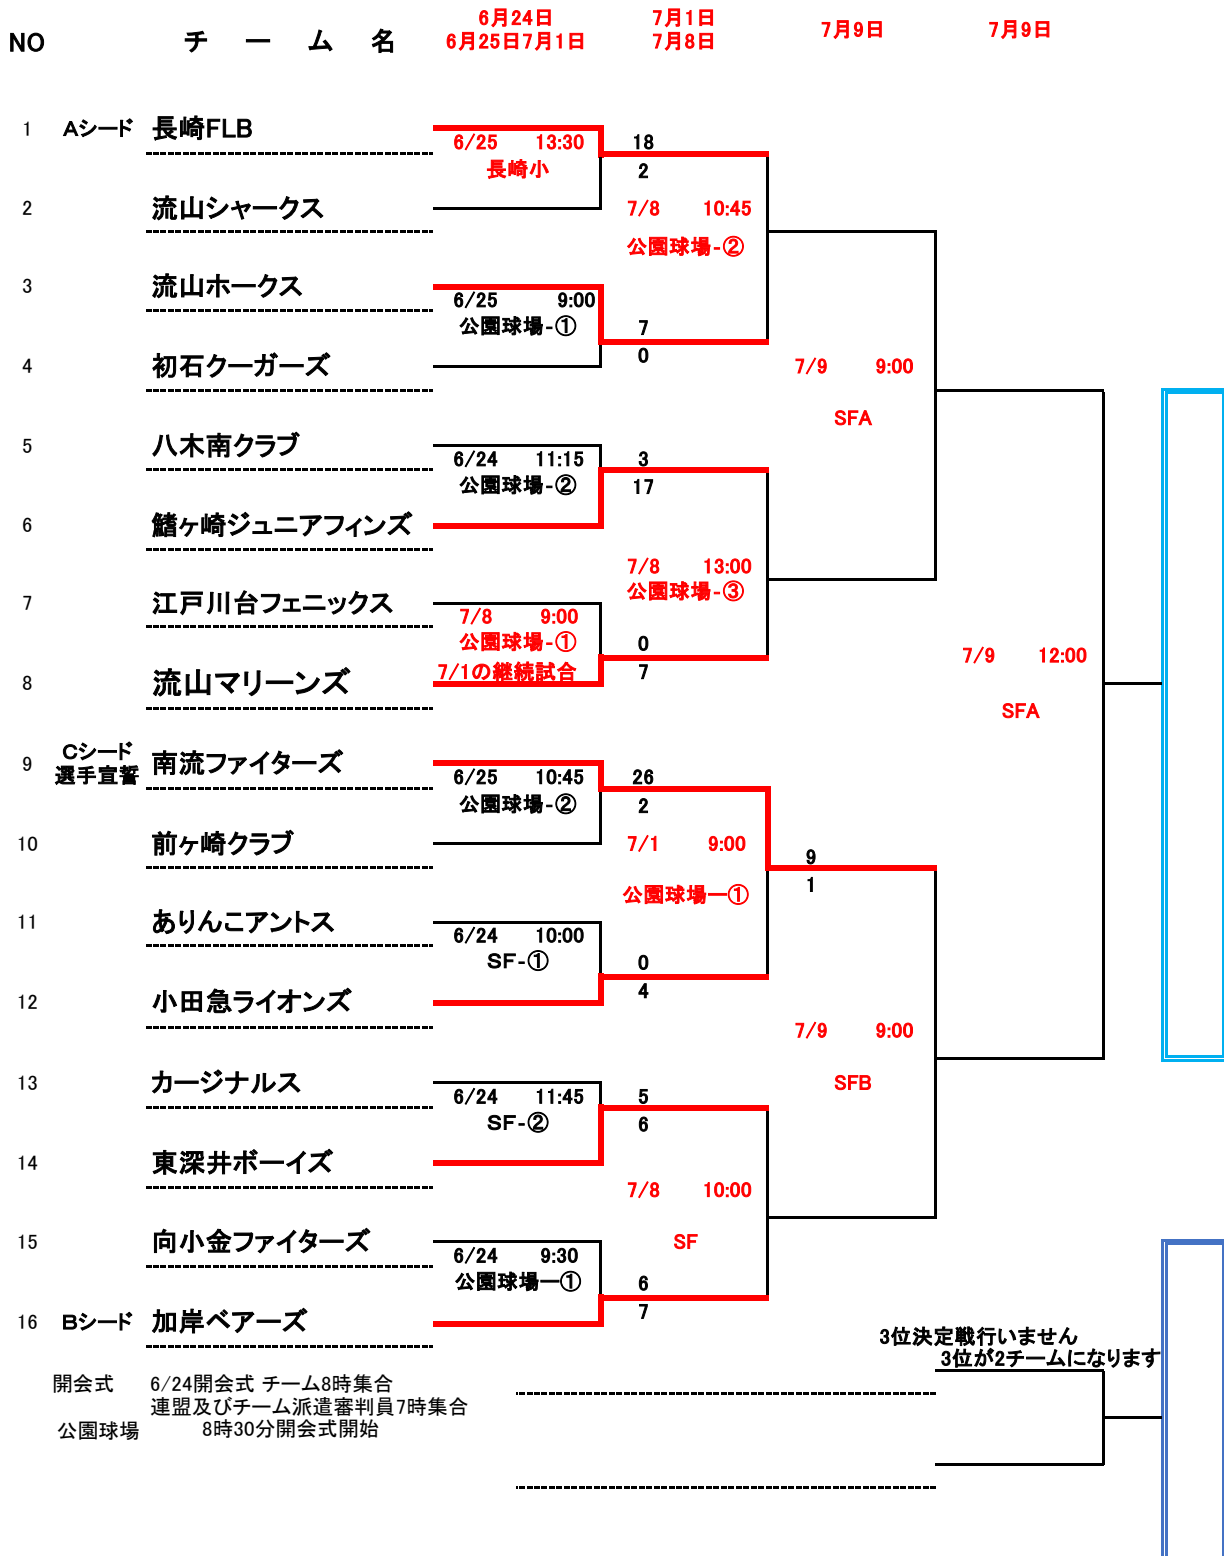 6月24日 7月1日
NO チ ー ム 名 6月25日7月1日 7月8日 7月9日 7月9日
1 Aシード 長崎FLB
6/25 13:30 18
長崎小 2
2 流山シャークス 7/8 10:45
公園球場-②
3 流山ホークス
6/25 9:00
公園球場-① 7
0
4 初石クーガーズ 7/9 9:00
SFA
5 八木南クラブ
6/24 11:15 3
公園球場-② 17
6 鰭ヶ崎ジュニアフィンズ
7/8 13:00
公園球場-③
7 江戸川台フェニックス
7/8 9:00
公園球場-① 0
7/1の継続試合 7
7/9 12:00
8 流山マリーンズ
SFA
9 Cシード 南流ファイターズ
選手宣誓
6/25 10:45 26
公園球場-② 2
10 前ヶ崎クラブ 7/1 9:00
9
1
公園球場ー①
11 ありんこアントス
6/24 10:00
SF-① 0
4
12 小田急ライオンズ
7/9 9:00
SFB
13 カージナルス
6/24 11:45 5
SF-② 6
14 東深井ボーイズ
7/8 10:00
SF
15 向小金ファイターズ
6/24 9:30
公園球場ー① 6
7
16 Bシード 加岸ベアーズ
3位決定戦行いません
3位が2チームになります
開会式 6/24開会式 チーム8時集合
連盟及びチーム派遣審判員7時集合
公園球場 8時30分開会式開始